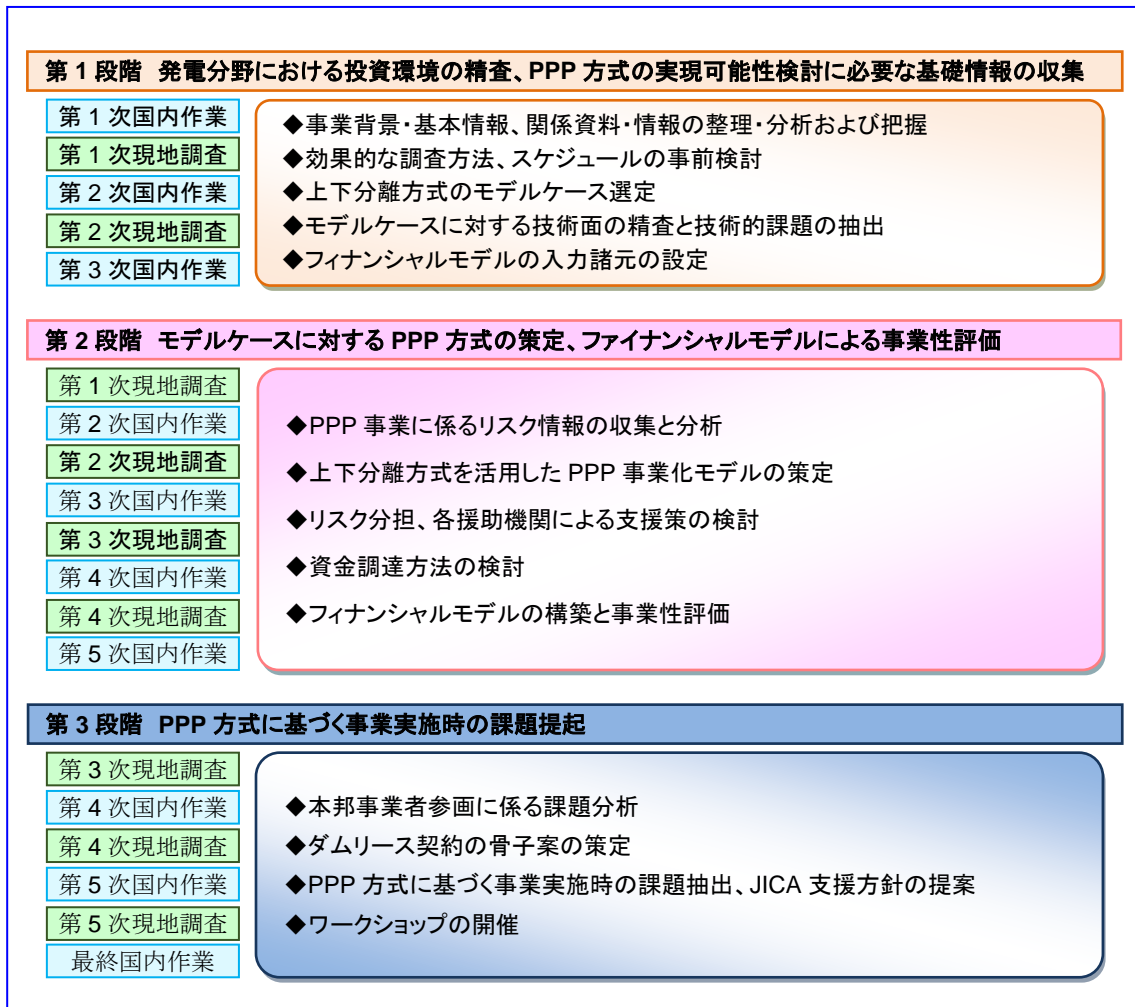 第 1 段階 発電分野における投資環境の精査、PPP 方式の実現可能性検討に必要な基礎情報の収集
第 1 次国内作業
第 1 次現地調査
第 2 次国内作業
第 2 次現地調査
第 3 次国内作業
◆事業背景・基本情報、関係資料・情報の整理・分析および把握
◆効果的な調査方法、スケジュールの事前検討
◆上下分離方式のモデルケース選定
◆モデルケースに対する技術面の精査と技術的課題の抽出
◆フィナンシャルモデルの入力諸元の設定
第 2 段階 モデルケースに対する PPP 方式の策定、ファイナンシャルモデルによる事業性評価
第 1 次現地調査
第 2 次国内作業
第 2 次現地調査
第 3 次国内作業
第 3 次現地調査
第 4 次国内作業
第 4 次現地調査
第 5 次国内作業
◆PPP 事業に係るリスク情報の収集と分析
◆上下分離方式を活用した PPP 事業化モデルの策定
◆リスク分担、各援助機関による支援策の検討
◆資金調達方法の検討
◆フィナンシャルモデルの構築と事業性評価
第 3 段階 PPP 方式に基づく事業実施時の課題提起
第 3 次現地調査
第 4 次国内作業
第 4 次現地調査
第 5 次国内作業
第 5 次現地調査
最終国内作業
◆本邦事業者参画に係る課題分析
◆ダムリース契約の骨子案の策定
◆PPP 方式に基づく事業実施時の課題抽出、JICA 支援方針の提案
◆ワークショップの開催